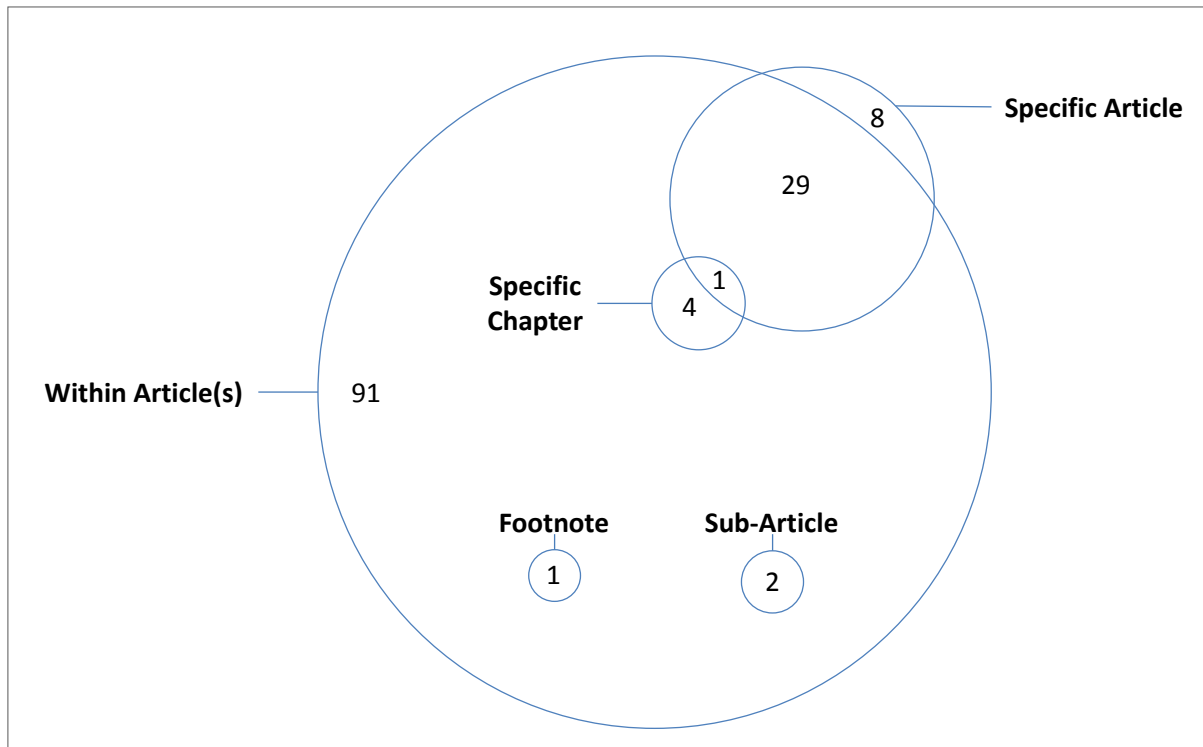 8
Specific Article
29
Specific
Chapter
1
4
Within Article(s)
91
Footnote
Sub-Article
1
2